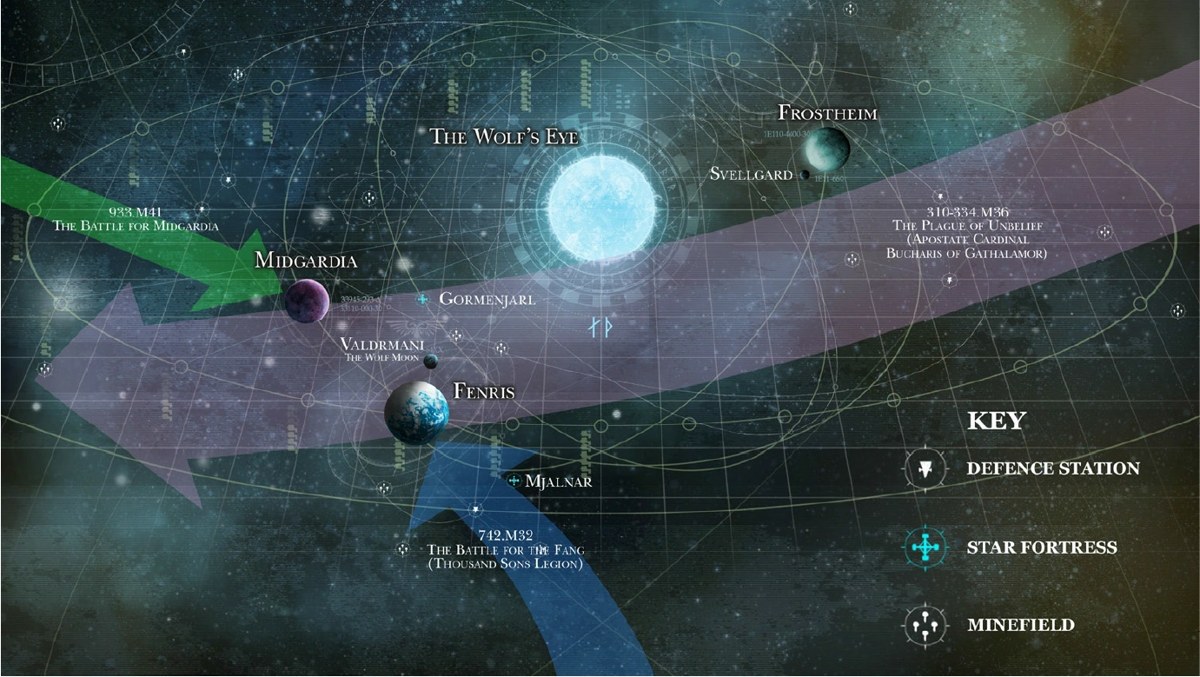 Frostheim
The Wolf's Eye
Svellgard
933.M41
The Battle for Midgardia
310-334.M36
The Plague of Unbelief
(Apostate Cardinal
Bucharis of Gathalamor)
Midgardia
Gormenjarl
Valdrmani
The Wolf Moon
Fenris
KEY
DEFENCE STATION
Mjalnar
742.M32
The Battle for the Fang
(Thousand Sons Legion)
STAR FORTRESS
MINEFIELD